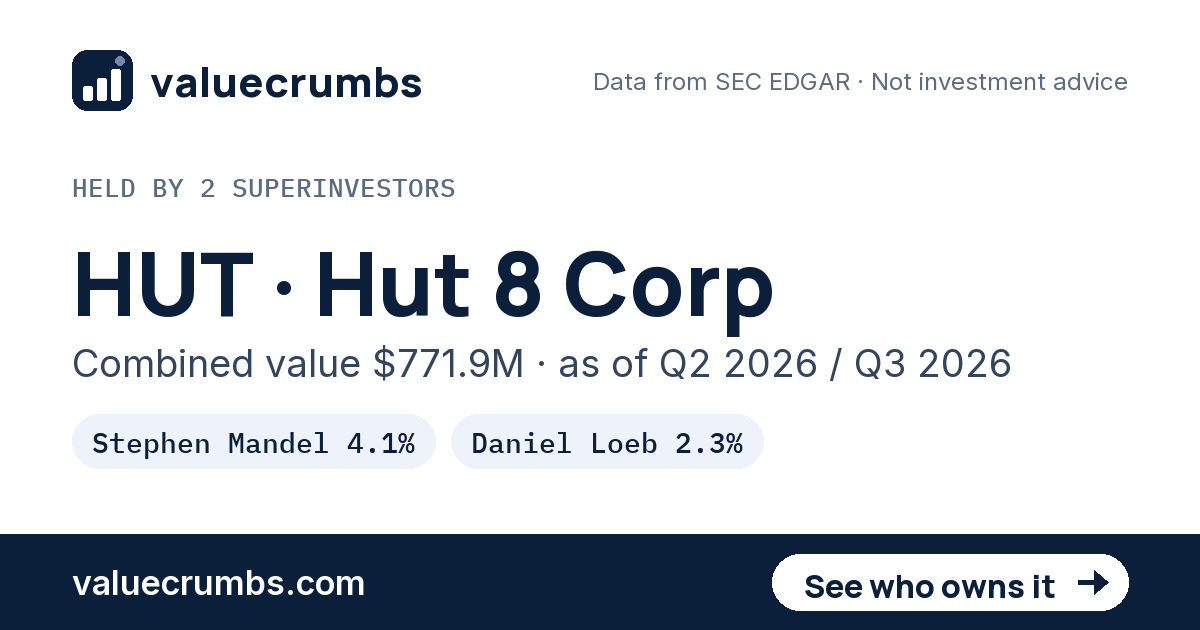 valuecrumbs
Data from SEC EDGAR · Not investment advice
HELD BY 2 SUPERINVESTORS
HUT · Hut 8 Corp
Combined value $771.9M · as of Q2 2026 / Q3 2026
Stephen Mandel 4.1%
Daniel Loeb 2.3%
valuecrumbs.com
See who owns it →